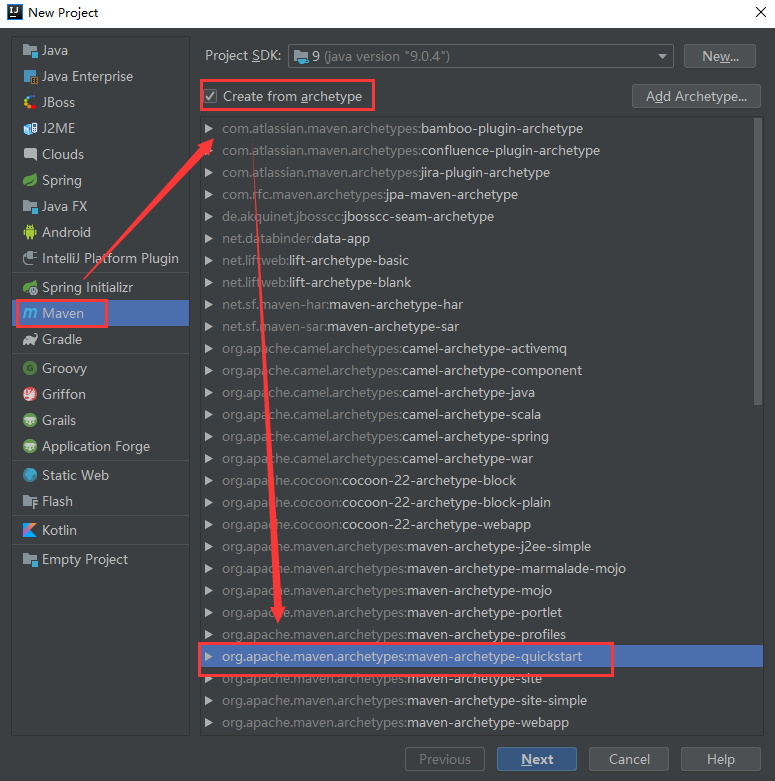 New Project
Java
Java Enterprise
JBoss
J2ME
Clouds
Spring
Java FX
Android
IntelliJ Platform Plugin
Spring Initializr
Maven
Gradle
Groovy
Griffon
Grails
Application Forge
Static Web
Flash
Kotlin
Empty Project
Project SDK: 9 (java version "9.0.4") New...
Create from archetype Add Archetype...
com.atlassian.maven.archetypes:bamboo-plugin-archetype
com.atlassian.maven.archetypes:confluence-plugin-archetype
com.atlassian.maven.archetypes:jira-plugin-archetype
com.rfc.maven.archetypes:jpa-maven-archetype
de.akquinet.jbosscc:jbosscc-seam-archetype
net.databinder:data-app
net.liftweb:lift-archetype-basic
net.liftweb:lift-archetype-blank
net.sf.maven-har:maven-archetype-har
net.sf.maven-sar:maven-archetype-sar
org.apache.camel.archetypes:camel-archetype-activemq
org.apache.camel.archetypes:camel-archetype-component
org.apache.camel.archetypes:camel-archetype-java
org.apache.camel.archetypes:camel-archetype-scala
org.apache.camel.archetypes:camel-archetype-spring
org.apache.camel.archetypes:camel-archetype-war
org.apache.cocoon:cocoon-22-archetype-block
org.apache.cocoon:cocoon-22-archetype-block-plain
org.apache.cocoon:cocoon-22-archetype-webapp
org.apache.maven.archetypes:maven-archetype-j2ee-simple
org.apache.maven.archetypes:maven-archetype-marmalade-mojo
org.apache.maven.archetypes:maven-archetype-mojo
org.apache.maven.archetypes:maven-archetype-portlet
org.apache.maven.archetypes:maven-archetype-profiles
org.apache.maven.archetypes:maven-archetype-quickstart
org.apache.maven.archetypes:maven-archetype-site
org.apache.maven.archetypes:maven-archetype-site-simple
org.apache.maven.archetypes:maven-archetype-webapp
Previous Next Cancel Help